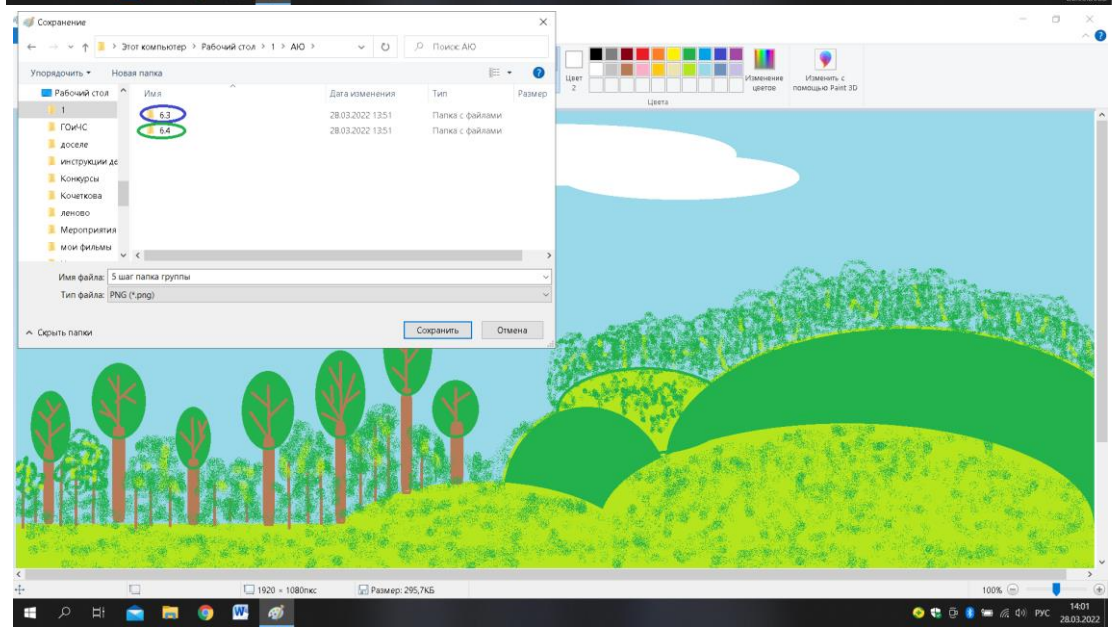 Сохранение
Этот компьютер > Рабочий стол > 1 > АЮ >
Поиск: АЮ
Упорядочить
Новая папка
Рабочий стол
Имя
Дата изменения
Тип
Размер
1
6.3
28.03.2022 13:51
Папка с файлами
ГОиЧС
6.4
28.03.2022 13:51
Папка с файлами
доселе
инструкции де
Конкурсы
Кочеткова
леново
Мероприятия
мои фильмы
Имя файла: 5 шаг папка группы
Тип файла: PNG (*.png)
Скрыть папки
Сохранить
Отмена
Цвет 2
Изменение цветов
Изменить с помощью Paint 3D
Цвета
1920 × 1080пкс
Размер: 295,7КБ
100%
РУС
14:01
28.03.2022